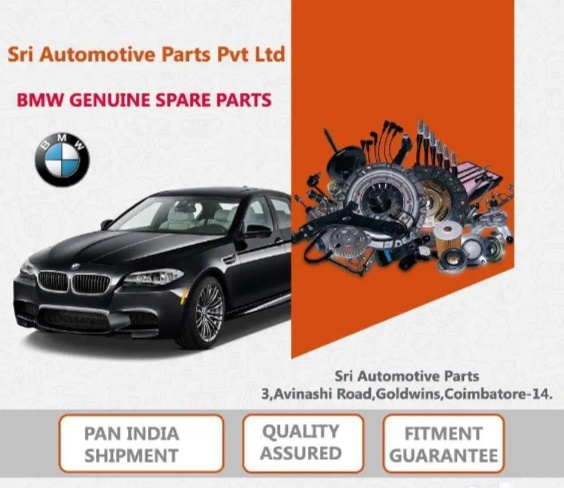 Sri Automotive Parts Pvt Ltd
BMW GENUINE SPARE PARTS
BMW
Sri Automotive Parts
3,Avinashi Road,Goldwins,Coimbatore-14.
PAN INDIA
SHIPMENT
QUALITY
ASSURED
FITMENT
GUARANTEE